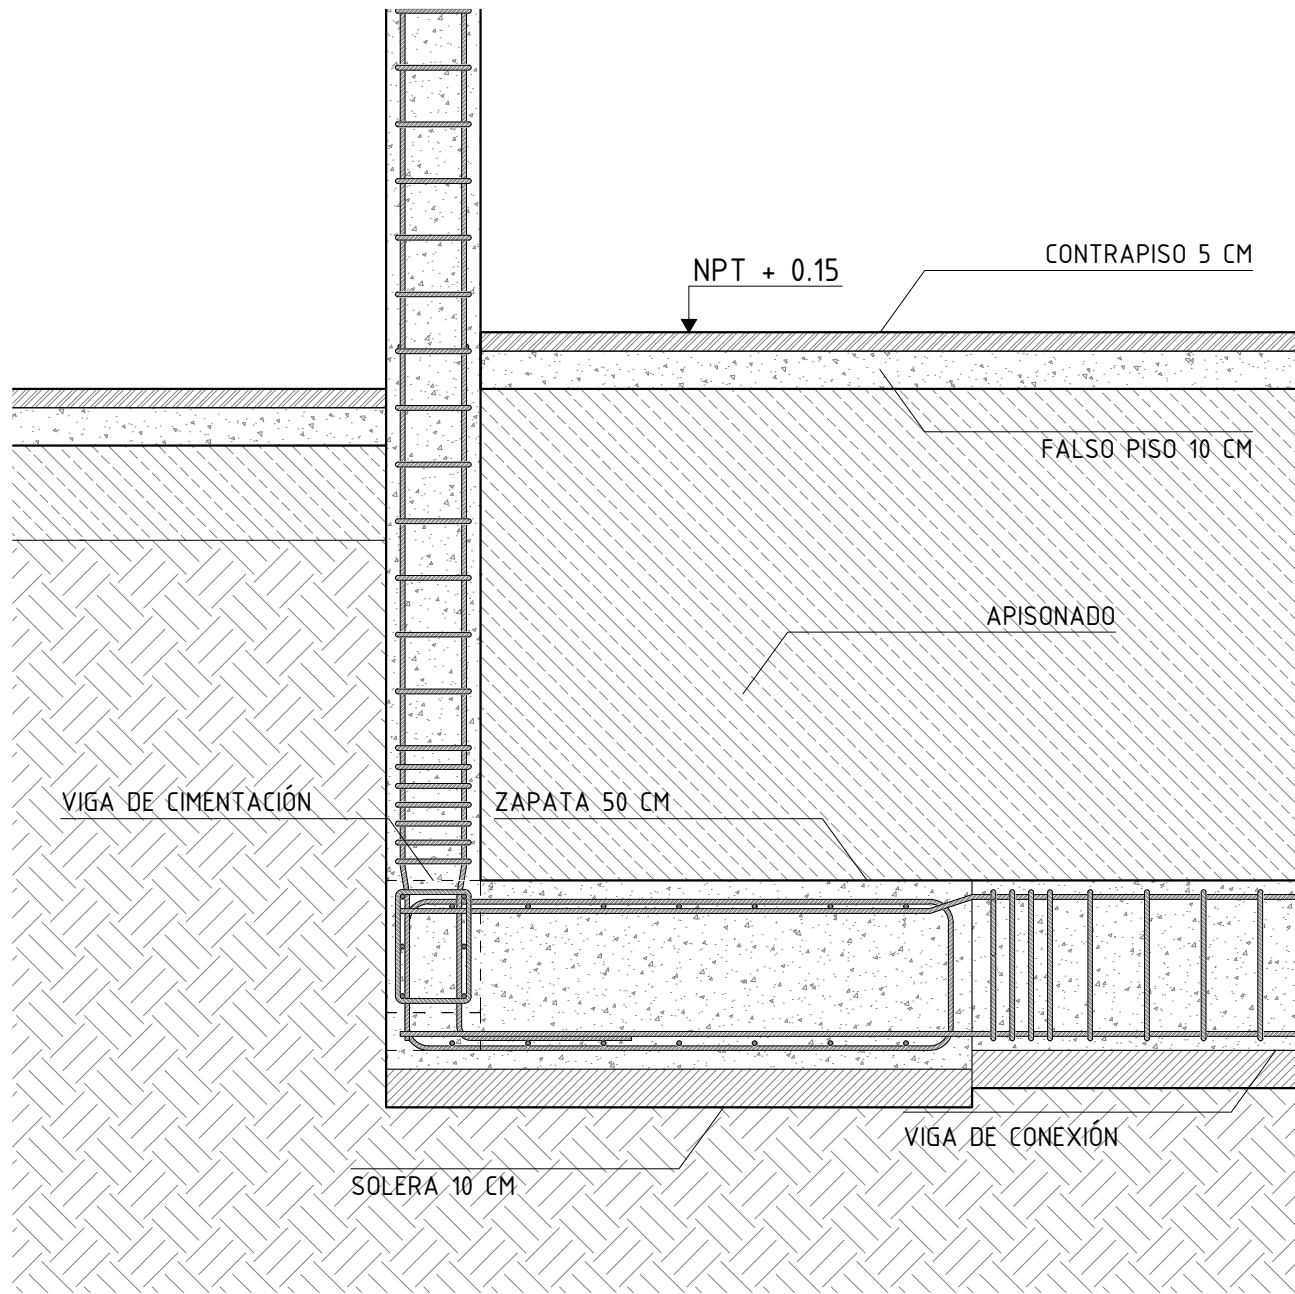 CONTRAPISO 5 CM
NPT + 0.15
FALSO PISO 10 CM
APISONADO
VIGA DE CIMENTACIÓN
ZAPATA 50 CM
VIGA DE CONEXIÓN
SOLERA 10 CM